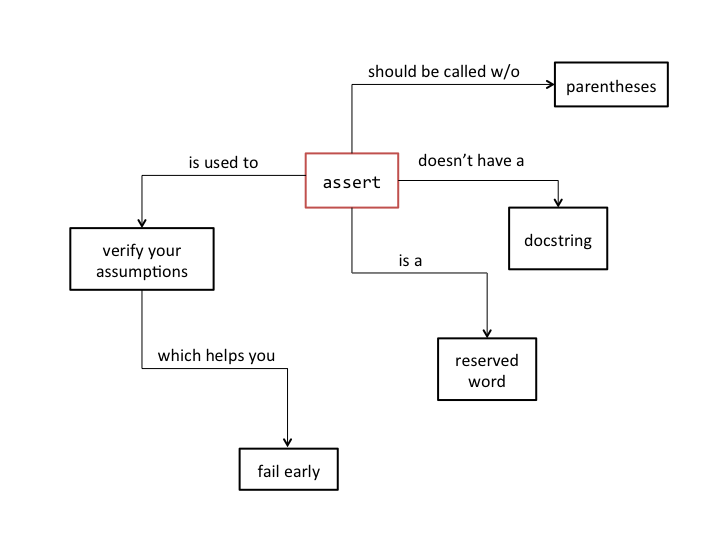 should be called w/o
parentheses
is used to
assert
doesn’t have a
docstring
verify your
assumptions
is a
reserved
word
which helps you
fail early